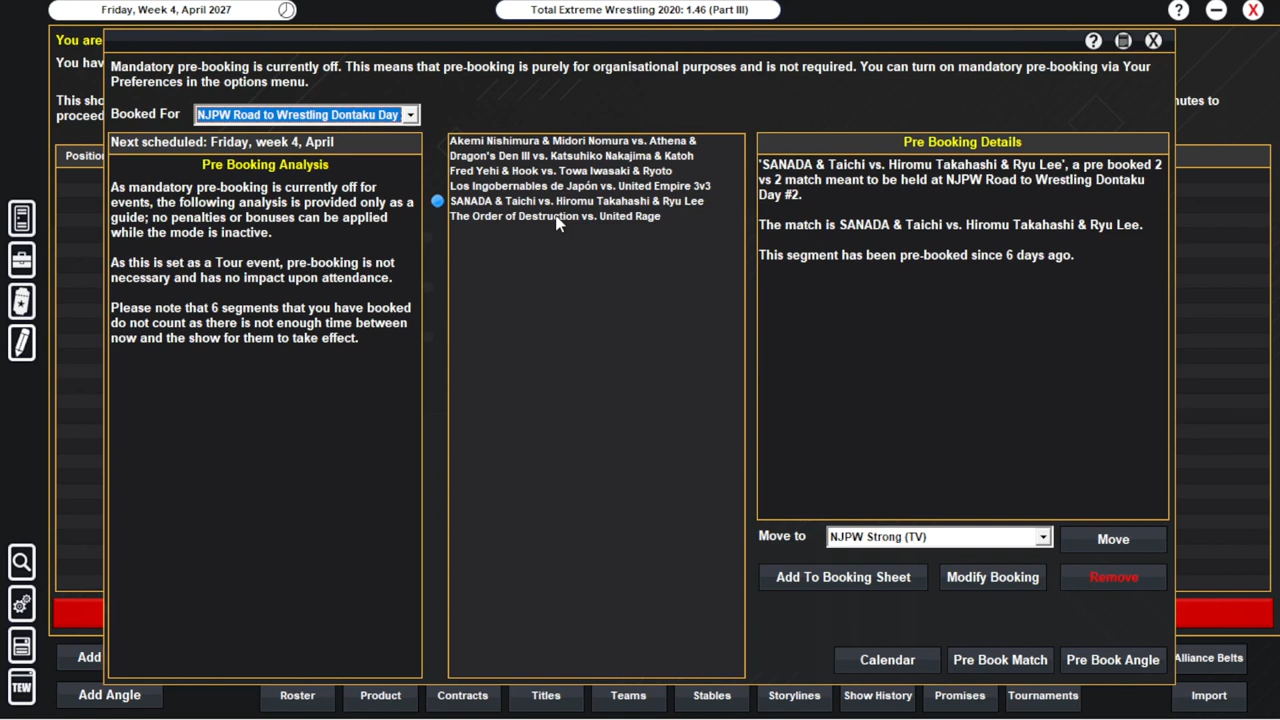 Friday, Week 4, April 2027
Total Extreme Wrestling 2020: 1.46 (Part III)
You are
You hav
This sho
proceed
nutes to
Position
Mandatory pre-booking is currently off. This means that pre-booking is purely for organisational purposes and is not required. You can turn on mandatory pre-booking via Your
Preferences in the options menu.
Booked For
NJPW Road to Wrestling Dontaku Day
Next scheduled: Friday, week 4, April
Pre Booking Analysis
As mandatory pre-booking is currently off for
events, the following analysis is provided only as a
guide; no penalties or bonuses can be applied
while the mode is inactive.
As this is set as a Tour event, pre-booking is not
necessary and has no impact upon attendance.
Please note that 6 segments that you have booked
do not count as there is not enough time between
now and the show for them to take effect.
Akemi Nishimura & Midori Nomura vs. Athena &
Dragon's Den III vs. Katsuhiko Nakajima & Katoh
Fred Yehi & Hook vs. Towa Iwasaki & Ryoto
Los Ingobernables de Japón vs. United Empire 3v3
SANADA & Taichi vs. Hiromu Takahashi & Ryu Lee
The Order of Destruction vs. United Rage
Pre Booking Details
'SANADA & Taichi vs. Hiromu Takahashi & Ryu Lee', a pre booked 2
vs 2 match meant to be held at NJPW Road to Wrestling Dontaku
Day #2.
The match is SANADA & Taichi vs. Hiromu Takahashi & Ryu Lee.
This segment has been pre-booked since 6 days ago.
Move to
NJPW Strong (TV)
Move
Add To Booking Sheet
Modify Booking
Remove
Calendar
Pre Book Match
Pre Book Angle
Add
Alliance Belts
Add Angle
Roster
Product
Contracts
Titles
Teams
Stables
Storylines
Show History
Promises
Tournaments
Import
TEW